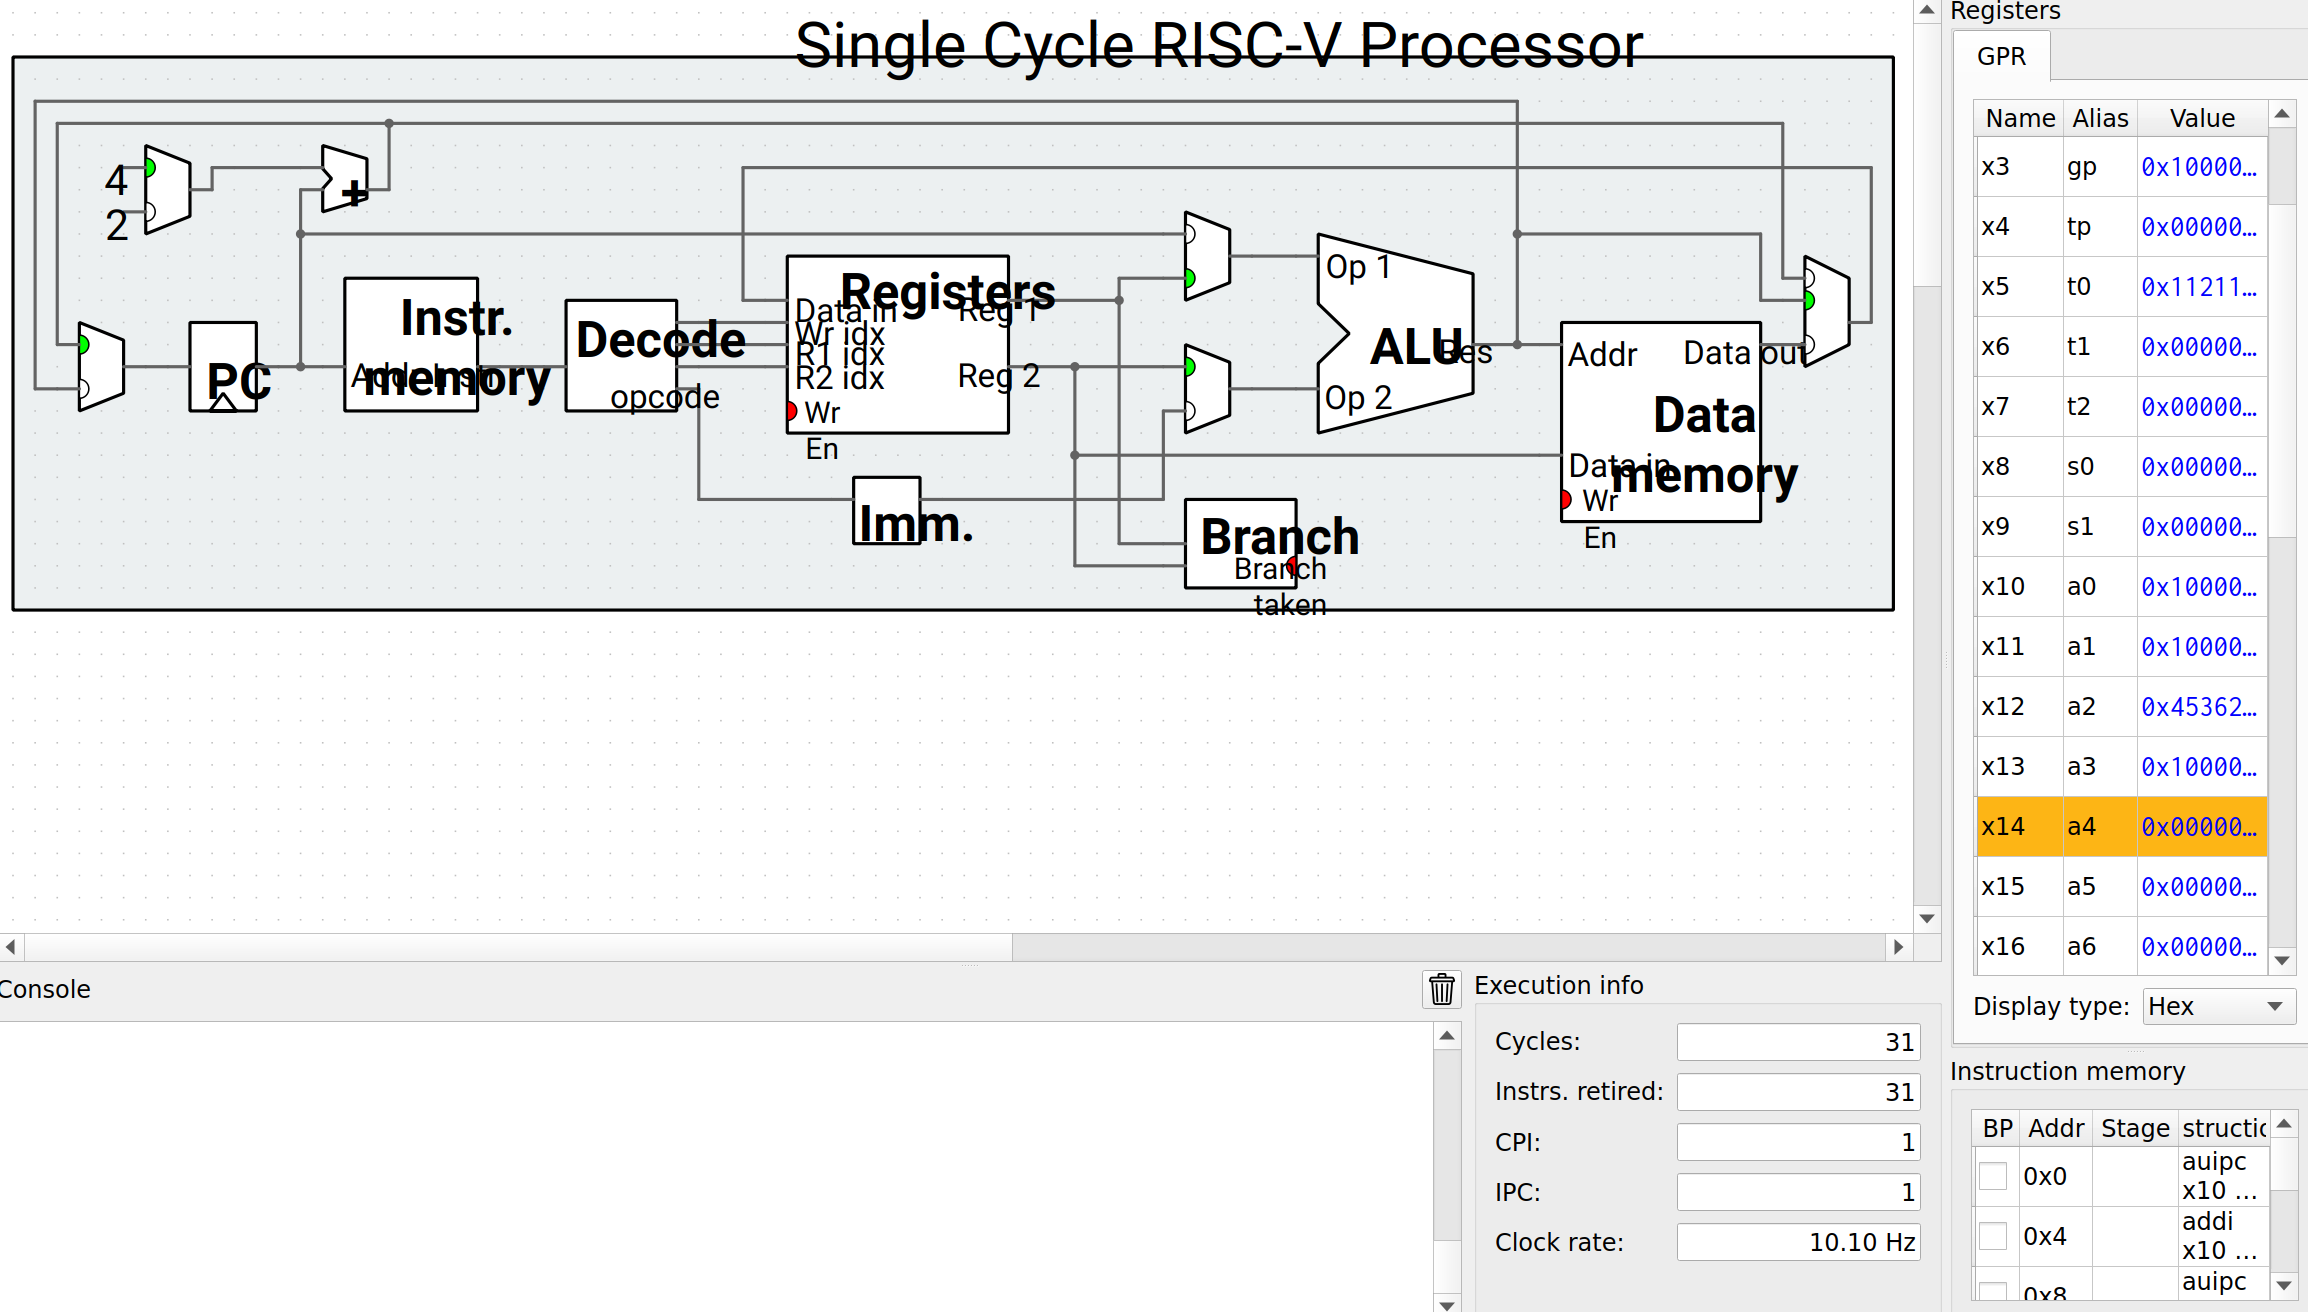 Single Cycle RISC-V Processor
4
2
+
PC
Instr.
memory
Decode
opcode
Registers
Data in
Wr idx
R1 idx
R2 idx
Wr
En
Reg 1
Reg 2
Imm.
Op 1
Op 2
ALU
Res
Branch
Branch
taken
Addr
Data out
Data
memory
Data in
Wr
En
Console
Execution info
Cycles: 31
Instrs. retired: 31
CPI: 1
IPC: 1
Clock rate: 10.10 Hz
Registers
GPR
Name Alias Value
x3 gp 0x10000…
x4 tp 0x00000…
x5 t0 0x11211…
x6 t1 0x00000…
x7 t2 0x00000…
x8 s0 0x00000…
x9 s1 0x00000…
x10 a0 0x10000…
x11 a1 0x10000…
x12 a2 0x45362…
x13 a3 0x10000…
x14 a4 0x00000…
x15 a5 0x00000…
x16 a6 0x00000…
Display type: Hex
Instruction memory
BP Addr Stage structic
0x0 auipc
x10 ...
0x4 addi
x10 ...
0x8 auipc